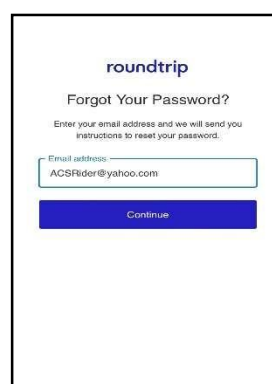 roundtrip
Forgot Your Password?
Enter your email address and we will send you
instructions to reset your password.
Email address
ACSRider@yahoo.com
Continue